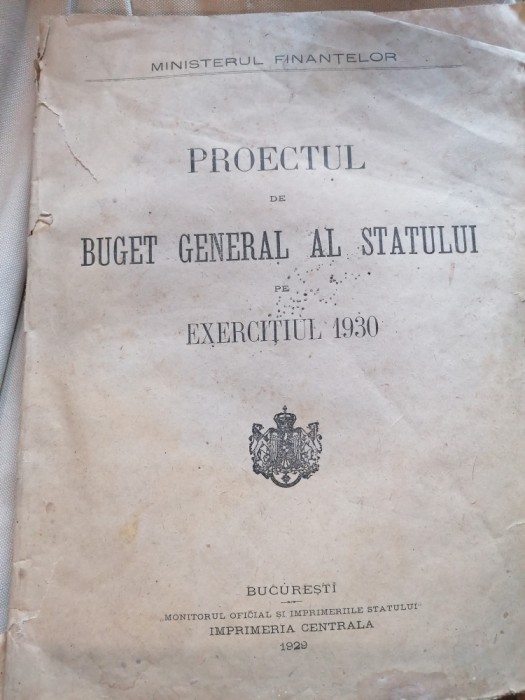 MINISTERUL FINANȚELOR
PROECTUL
DE
BUGET GENERAL AL STATULUI
PE
EXERCIȚIUL 1930
BUCUREȘTI
„MONITORUL OFICIAL ȘI IMPRIMERIILE STATULUI"
IMPRIMERIA CENTRALA
1929